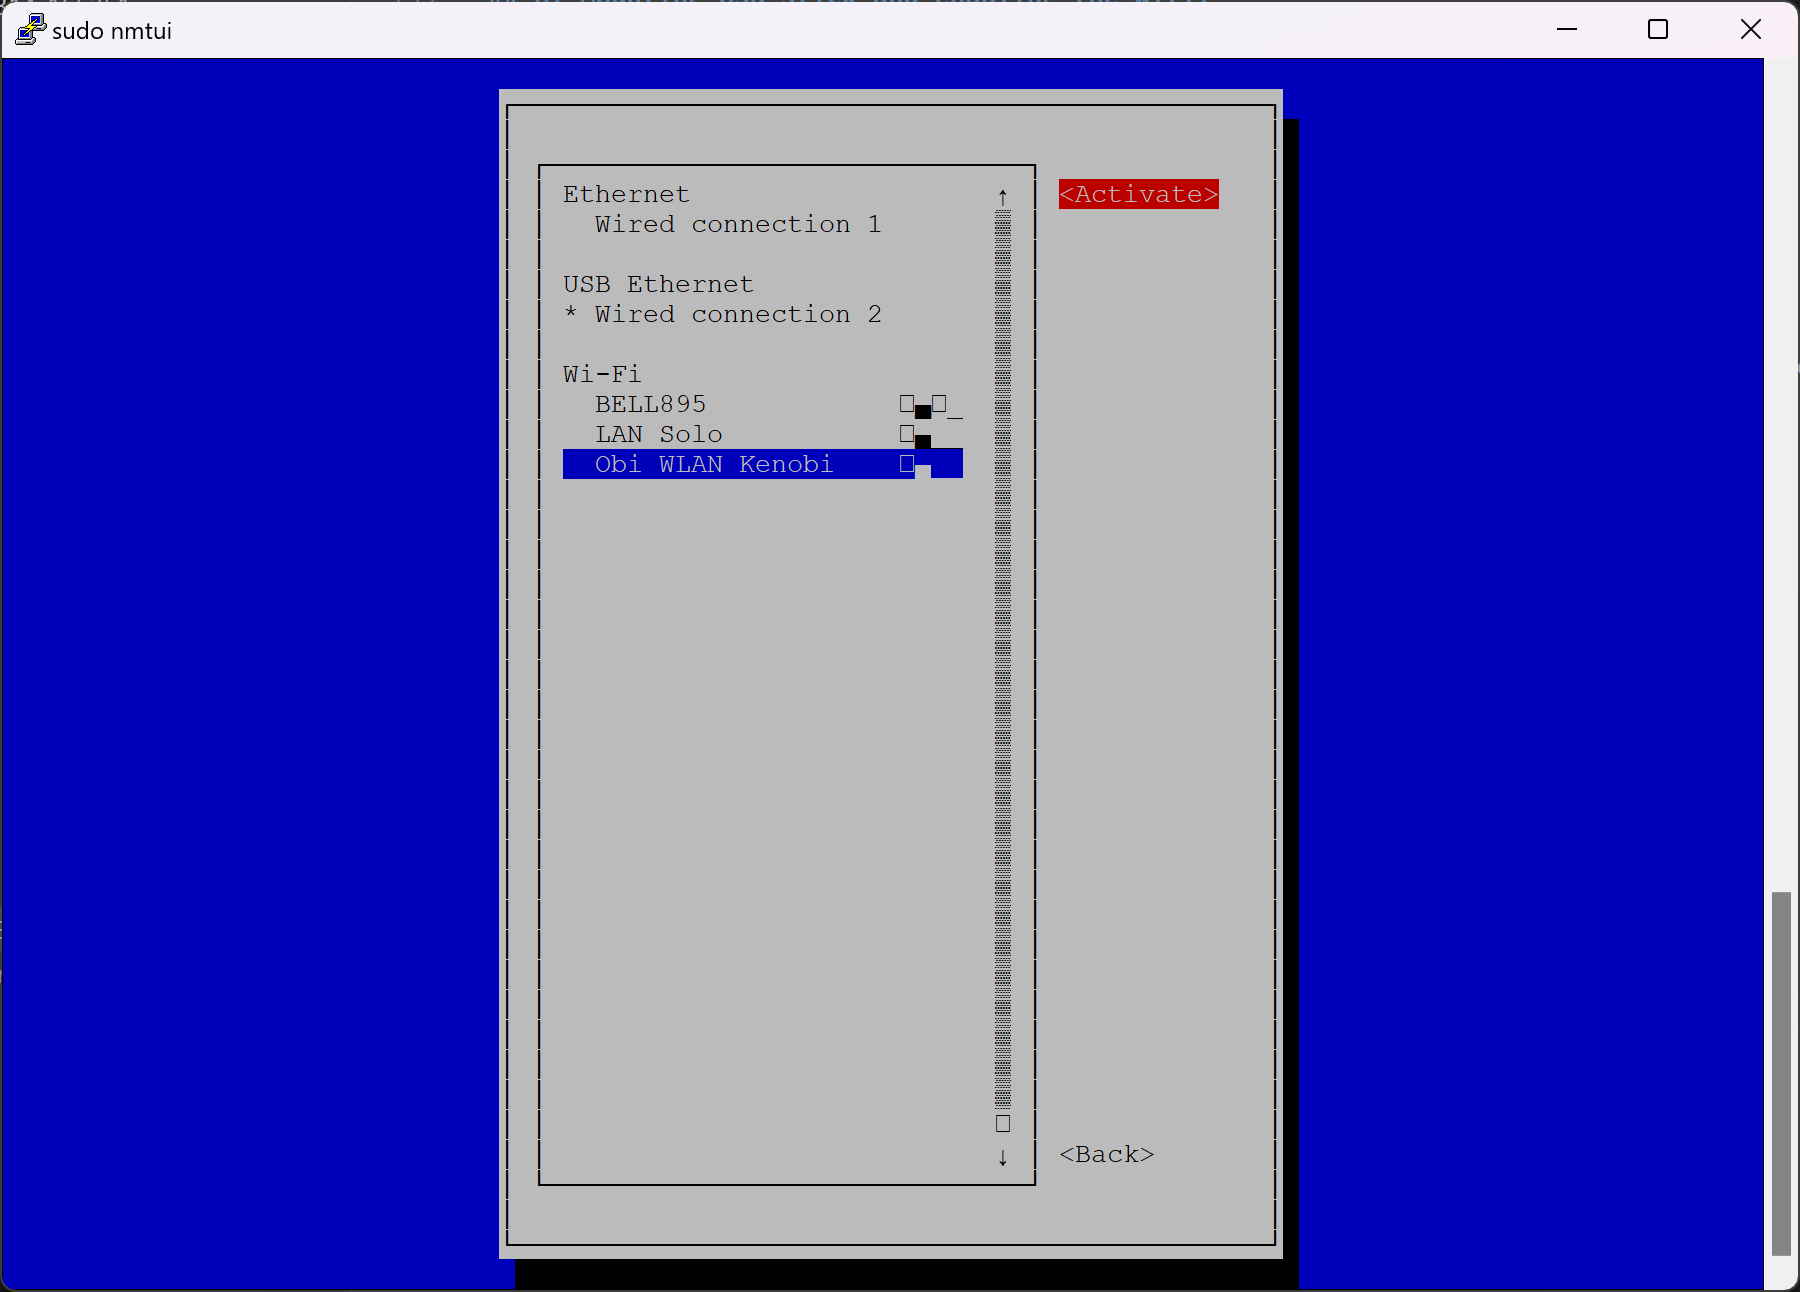 sudo nmtui
Ethernet
Wired connection 1
USB Ethernet
* Wired connection 2
Wi-Fi
BELL895
LAN Solo
Obi WLAN Kenobi
<Activate>
<Back>